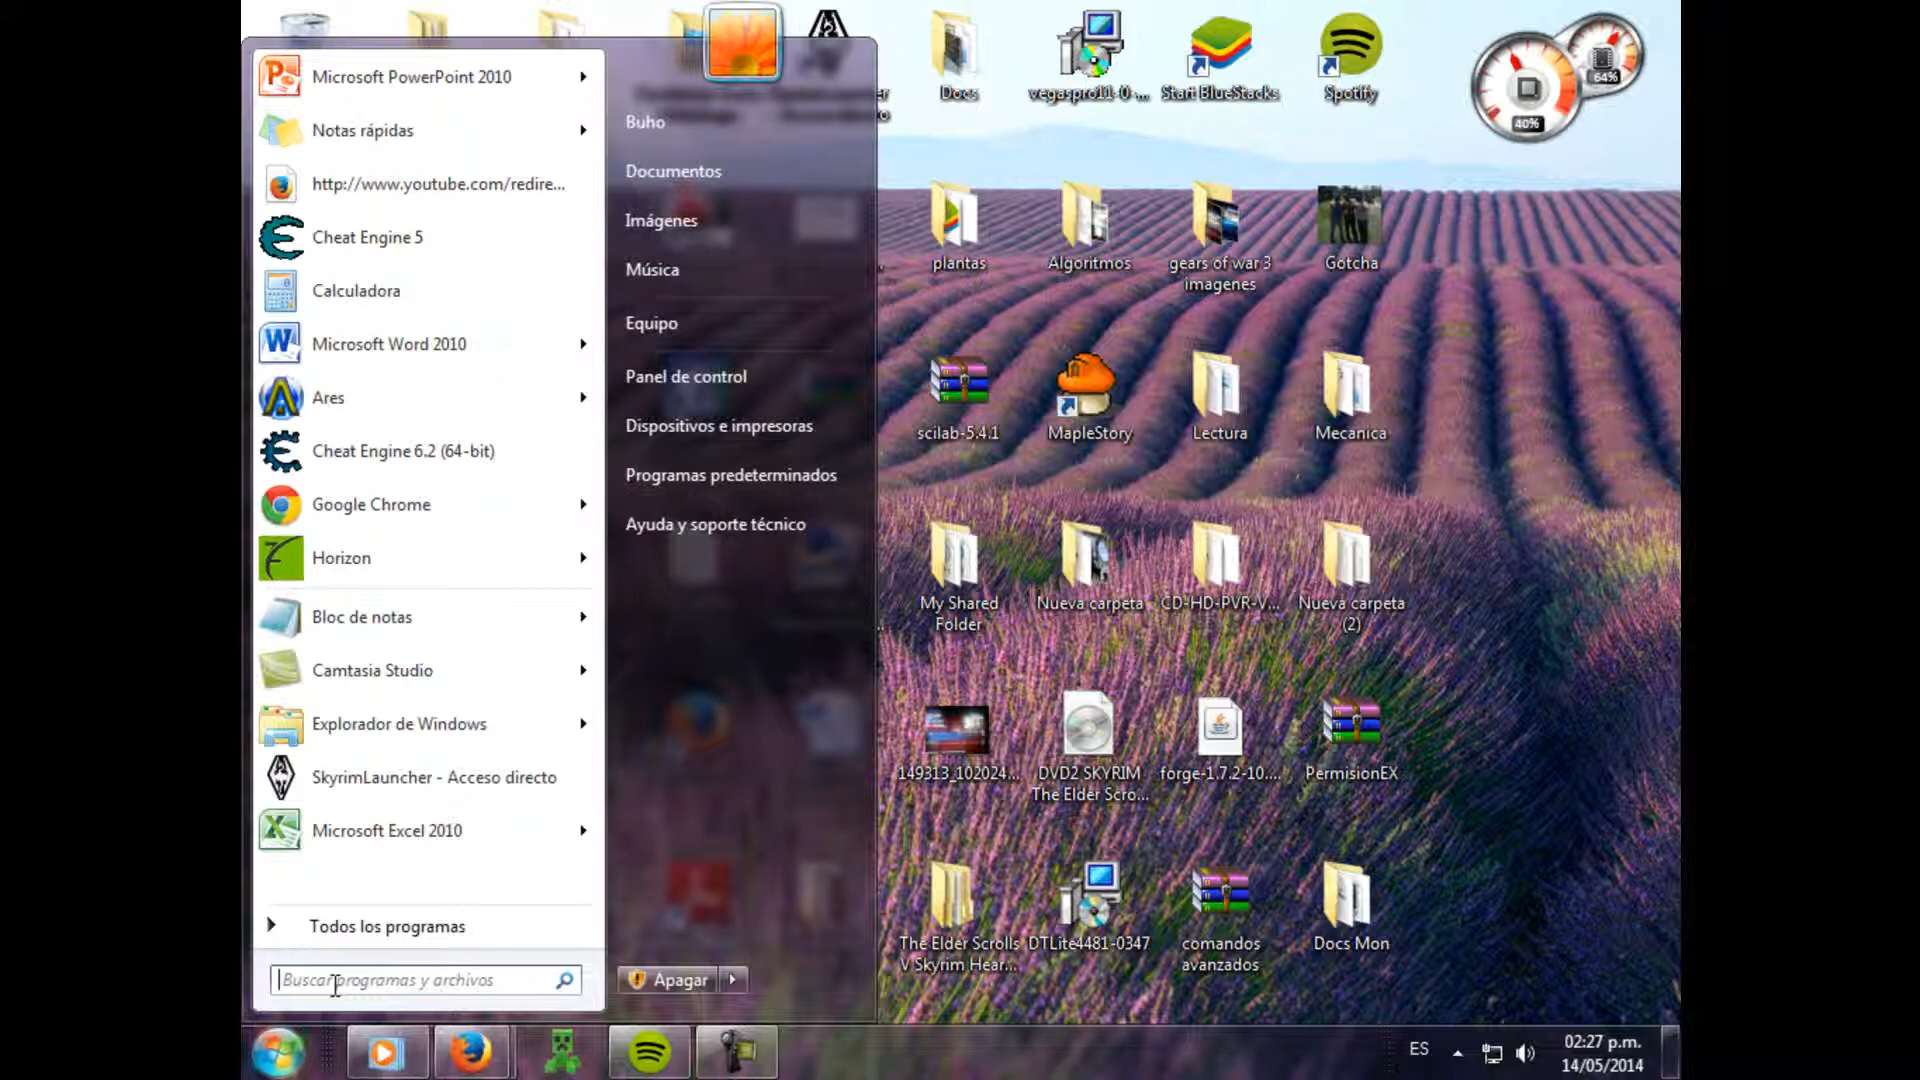 Microsoft PowerPoint 2010
Notas rápidas
http://www.youtube.com/redire...
Cheat Engine 5
Calculadora
Microsoft Word 2010
Ares
Cheat Engine 6.2 (64-bit)
Google Chrome
Horizon
Bloc de notas
Camtasia Studio
Explorador de Windows
SkyrimLauncher - Acceso directo
Microsoft Excel 2010
Todos los programas
Buscar programas y archivos
Buho
Documentos
Imágenes
Música
Equipo
Panel de control
Dispositivos e impresoras
Programas predeterminados
Ayuda y soporte técnico
Apagar
Docs
vegaspro11-0-...
Start BlueStacks
Spotify
64%
40%
plantas
Algoritmos
gears of war 3
imagenes
Gotcha
scilab-5.4.1
MapleStory
Lectura
Mecanica
My Shared
Folder
Nueva carpeta
CD-HD-PVR-V...
Nueva carpeta
(2)
149313_102024...
DVD2 SKYRIM
The Elder Scro...
forge-1.7.2-10....
PermisionEX
The Elder Scrolls
V Skyrim Hear...
DTLite4481-0347
comandos
avanzados
Docs Mon
ES
02:27 p.m.
14/05/2014